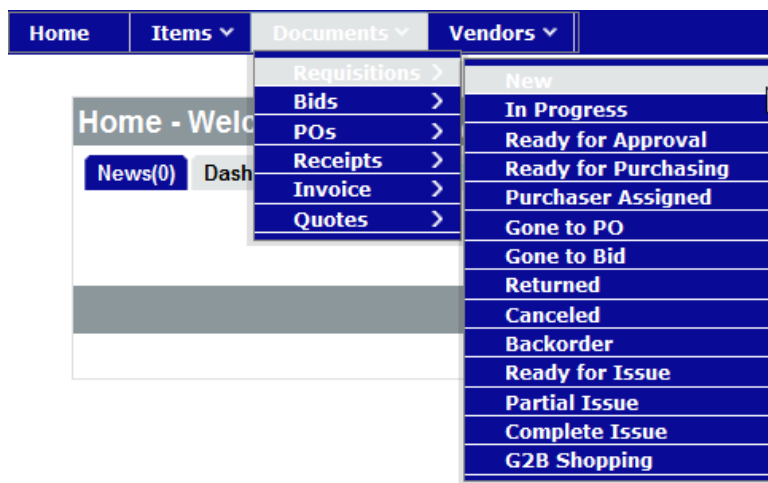 Home Items Documents Vendors
Requisitions
Bids
POs
Receipts
Invoice
Quotes
New
In Progress
Ready for Approval
Ready for Purchasing
Purchaser Assigned
Gone to PO
Gone to Bid
Returned
Canceled
Backorder
Ready for Issue
Partial Issue
Complete Issue
G2B Shopping
Home - Welc
News(0) Dash